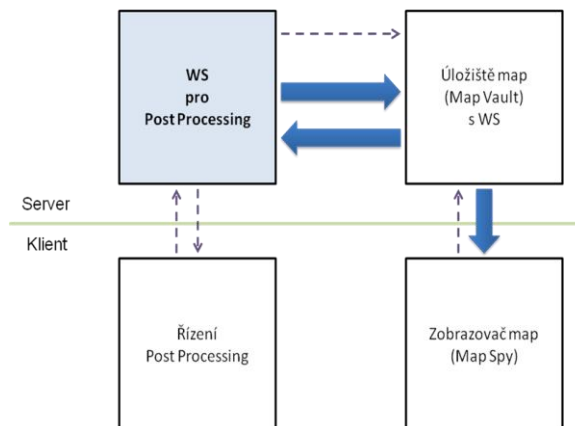 WS
pro
Post Processing
Úložiště map
(Map Vault)
s WS
Server
Klient
Řízení
Post Processing
Zobrazovač map
(Map Spy)